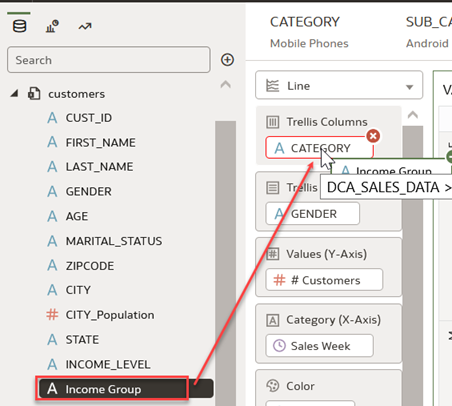 CATEGORY
SUB_CA
Mobile Phones
Android
Search
customers
A CUST_ID
A FIRST_NAME
A LAST_NAME
A GENDER
A AGE
A MARITAL_STATUS
A ZIPCODE
A CITY
# CITY_Population
A STATE
A INCOME_LEVEL
A Income Group
Line
VA
Trellis Columns
A CATEGORY
A Income Group
DCA_SALES_DATA >
Trellis
A GENDER
Values (Y-Axis)
# # Customers
A Category (X-Axis)
Sales Week
Color